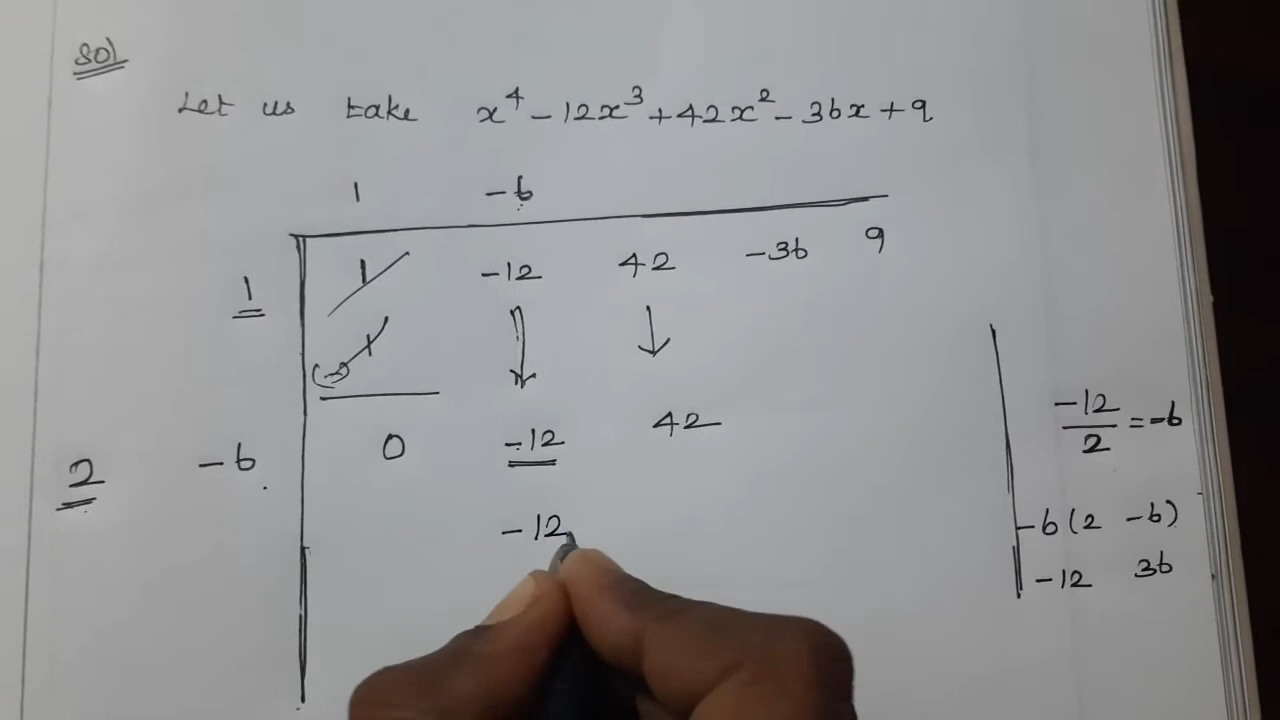 Sol
Let us take x⁴ - 12x³ + 42x² - 36x + 9
1 -6
1 1 -12 42 -36 9
(-) 1
2 -6 0 -12 42
-12
-12/2 = -6
-6(2 -6)
-12 36